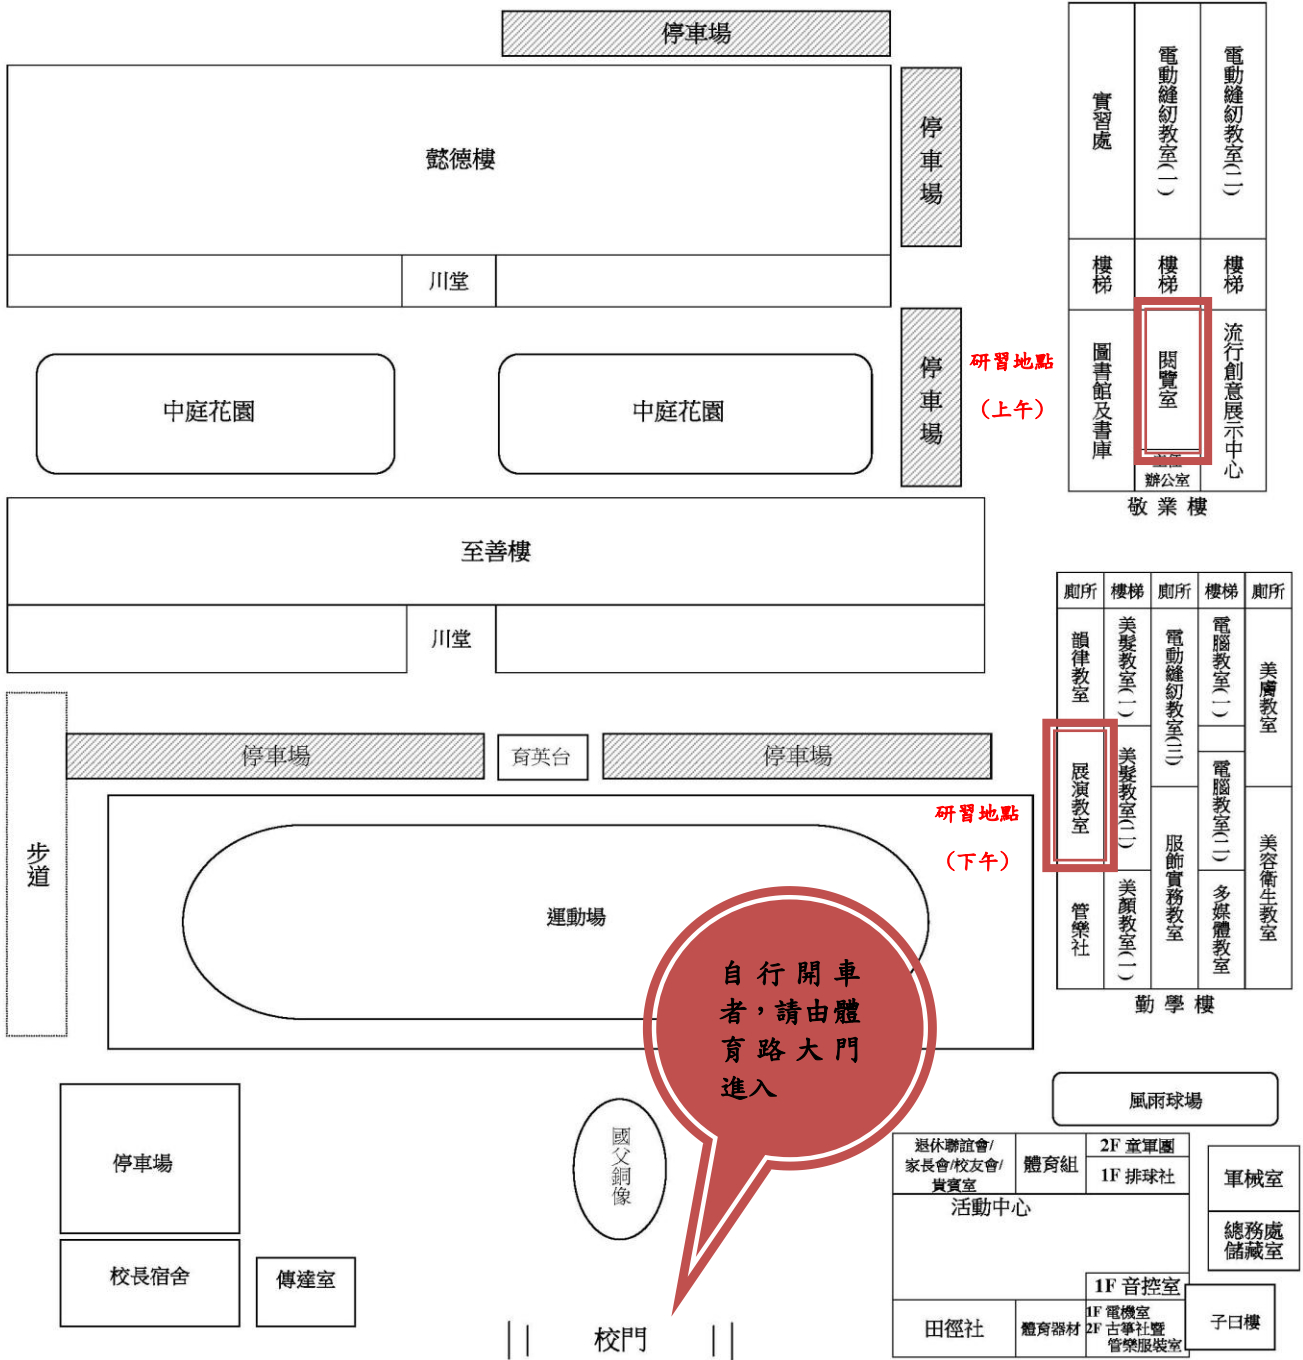 停車場
懿德樓
停車場
川堂
中庭花園
中庭花園
停車場
研習地點
(上午)
至善樓
川堂
停車場
育英台
停車場
步道
運動場
研習地點
(下午)
自行開車
者，請由體
育路大門
進入
停車場
國父銅像
校長宿舍
傳達室
校門
實習處
電動縫紉教室(一)
電動縫紉教室(二)
樓梯
樓梯
樓梯
圖書館及書庫
閱覽室
流行創意展示中心
主任
辦公室
敬業樓
廁所
樓梯
廁所
樓梯
廁所
韻律教室
美髮教室(一)
電動縫紉教室(三)
電腦教室(一)
美膚教室
展演教室
美髮教室(二)
電腦教室(二)
管樂社
美顏教室(一)
服飾實務教室
多媒體教室
美容衛生教室
勤學樓
風雨球場
退休聯誼會/
家長會/校友會/
貴賓室
體育組
2F 童軍團
1F 排球社
活動中心
1F 音控室
田徑社
體育器材
1F 電機室
2F 古箏社暨
管樂服裝室
軍械室
總務處
儲藏室
子曰樓